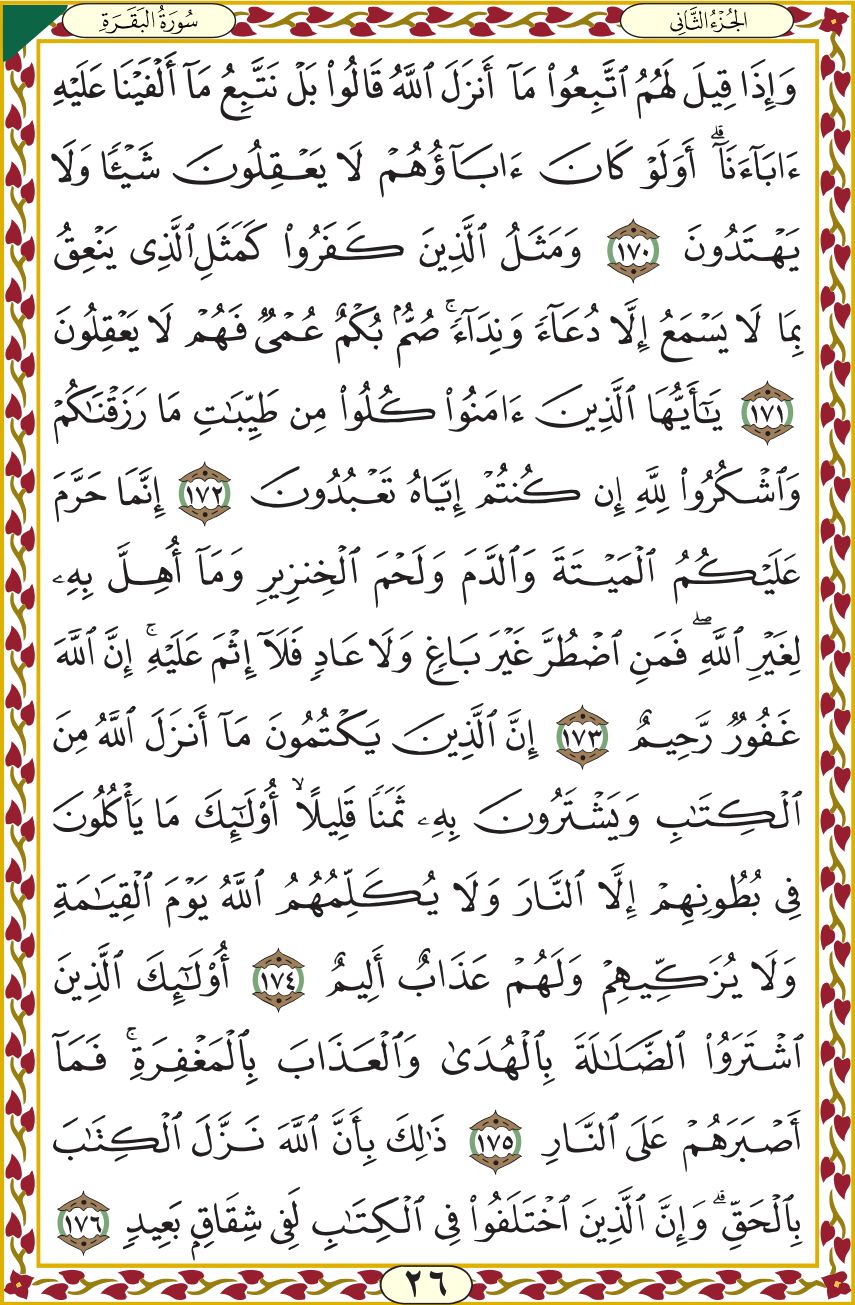 الجُزْءُ الثَّانِي
سُورَةُ البَقَرَةِ
وَإِذَا قِيلَ لَهُمُ ٱتَّبِعُوا۟ مَآ أَنزَلَ ٱللَّهُ قَالُوا۟ بَلْ نَتَّبِعُ مَآ أَلْفَيْنَا عَلَيْهِ
ءَابَآءَنَآ ۗ أَوَلَوْ كَانَ ءَابَآؤُهُمْ لَا يَعْقِلُونَ شَيْـًٔا وَلَا
يَهْتَدُونَ ١٧٠ وَمَثَلُ ٱلَّذِينَ كَفَرُوا۟ كَمَثَلِ ٱلَّذِى يَنْعِقُ
بِمَا لَا يَسْمَعُ إِلَّا دُعَآءً وَنِدَآءً ۚ صُمٌّۢ بُكْمٌ عُمْىٌ فَهُمْ لَا يَعْقِلُونَ
١٧١ يَـٰٓأَيُّهَا ٱلَّذِينَ ءَامَنُوا۟ كُلُوا۟ مِن طَيِّبَـٰتِ مَا رَزَقْنَـٰكُمْ
وَٱشْكُرُوا۟ لِلَّهِ إِن كُنتُمْ إِيَّاهُ تَعْبُدُونَ ١٧٢ إِنَّمَا حَرَّمَ
عَلَيْكُمُ ٱلْمَيْتَةَ وَٱلدَّمَ وَلَحْمَ ٱلْخِنزِيرِ وَمَآ أُهِلَّ بِهِۦ
لِغَيْرِ ٱللَّهِ ۖ فَمَنِ ٱضْطُرَّ غَيْرَ بَاغٍ وَلَا عَادٍ فَلَآ إِثْمَ عَلَيْهِ ۚ إِنَّ ٱللَّهَ
غَفُورٌ رَّحِيمٌ ١٧٣ إِنَّ ٱلَّذِينَ يَكْتُمُونَ مَآ أَنزَلَ ٱللَّهُ مِنَ
ٱلْكِتَـٰبِ وَيَشْتَرُونَ بِهِۦ ثَمَنًا قَلِيلًا ۙ أُو۟لَـٰٓئِكَ مَا يَأْكُلُونَ
فِى بُطُونِهِمْ إِلَّا ٱلنَّارَ وَلَا يُكَلِّمُهُمُ ٱللَّهُ يَوْمَ ٱلْقِيَـٰمَةِ
وَلَا يُزَكِّيهِمْ وَلَهُمْ عَذَابٌ أَلِيمٌ ١٧٤ أُو۟لَـٰٓئِكَ ٱلَّذِينَ
ٱشْتَرَوُا۟ ٱلضَّلَـٰلَةَ بِٱلْهُدَىٰ وَٱلْعَذَابَ بِٱلْمَغْفِرَةِ ۚ فَمَآ
أَصْبَرَهُمْ عَلَى ٱلنَّارِ ١٧٥ ذَٰلِكَ بِأَنَّ ٱللَّهَ نَزَّلَ ٱلْكِتَـٰبَ
بِٱلْحَقِّ ۗ وَإِنَّ ٱلَّذِينَ ٱخْتَلَفُوا۟ فِى ٱلْكِتَـٰبِ لَفِى شِقَاقٍۭ بَعِيدٍ ١٧٦
٢٦